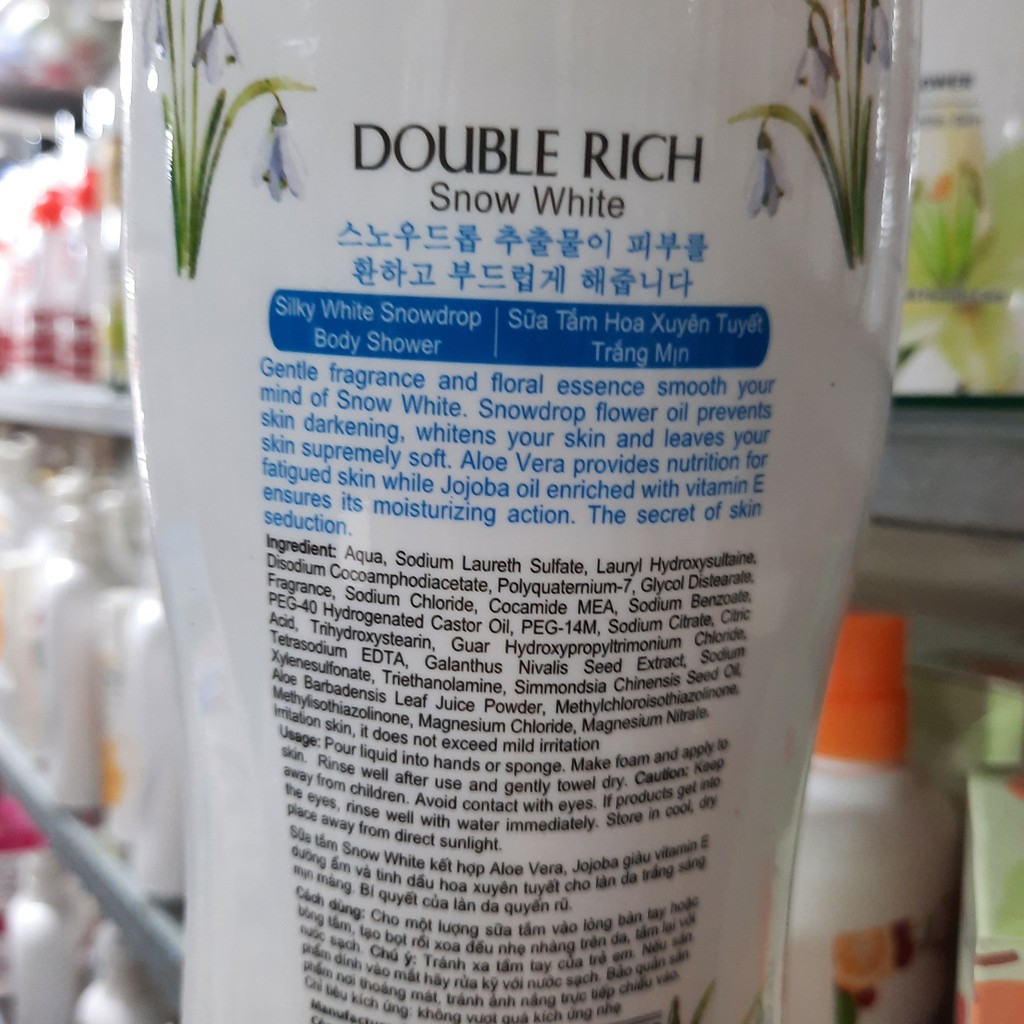 DOUBLE RICH
Snow White
스노우드롭 추출물이 피부를
환하고 부드럽게 해줍니다
Silky White Snowdrop
Body Shower
Sữa Tắm Hoa Xuyên Tuyết
Trắng Mịn
Gentle fragrance and floral essence smooth your
mind of Snow White. Snowdrop flower oil prevents
skin darkening, whitens your skin and leaves your
skin supremely soft. Aloe Vera provides nutrition for
fatigued skin while Jojoba oil enriched with vitamin E
ensures its moisturizing action. The secret of skin
seduction.
Ingredient: Aqua, Sodium Laureth Sulfate, Lauryl Hydroxysultaine,
Disodium Cocoamphodiacetate, Polyquaternium-7, Glycol Distearate,
Fragrance, Sodium Chloride, Cocamide MEA, Sodium Benzoate,
PEG-40 Hydrogenated Castor Oil, PEG-14M, Sodium Citrate, Citric
Acid, Trihydroxystearin, Guar Hydroxypropyltrimonium Chloride,
Tetrasodium EDTA, Galanthus Nivalis Seed Extract, Sodium
Xylenesulfonate, Triethanolamine, Simmondsia Chinensis Seed Oil,
Aloe Barbadensis Leaf Juice Powder, Methylchloroisothiazolinone,
Methylisothiazolinone, Magnesium Chloride, Magnesium Nitrate.
Irritation skin, it does not exceed mild irritation
Usage: Pour liquid into hands or sponge. Make foam and apply to
skin. Rinse well after use and gently towel dry. Caution: Keep
away from children. Avoid contact with eyes. If products get into
the eyes, rinse well with water immediately. Store in cool, dry
place away from direct sunlight.
Sữa tắm Snow White kết hợp Aloe Vera, Jojoba giàu vitamin E
dưỡng ẩm và tinh dầu hoa xuyên tuyết cho làn da trắng sáng
mịn màng. Bí quyết của làn da quyến rũ.
Cách dùng: Cho một lượng sữa tắm vào lòng bàn tay hoặc
bông tắm, tạo bọt rồi xoa đều nhẹ nhàng trên da, tắm lại với
nước sạch. Chú ý: Tránh xa tầm tay của trẻ em. Nếu sản
phẩm dính vào mắt hãy rửa kỹ với nước sạch. Bảo quản sản
phẩm nơi thoáng mát, tránh ánh nắng trực tiếp chiếu vào.
Chỉ tiêu kích ứng: không vượt quá kích ứng nhẹ